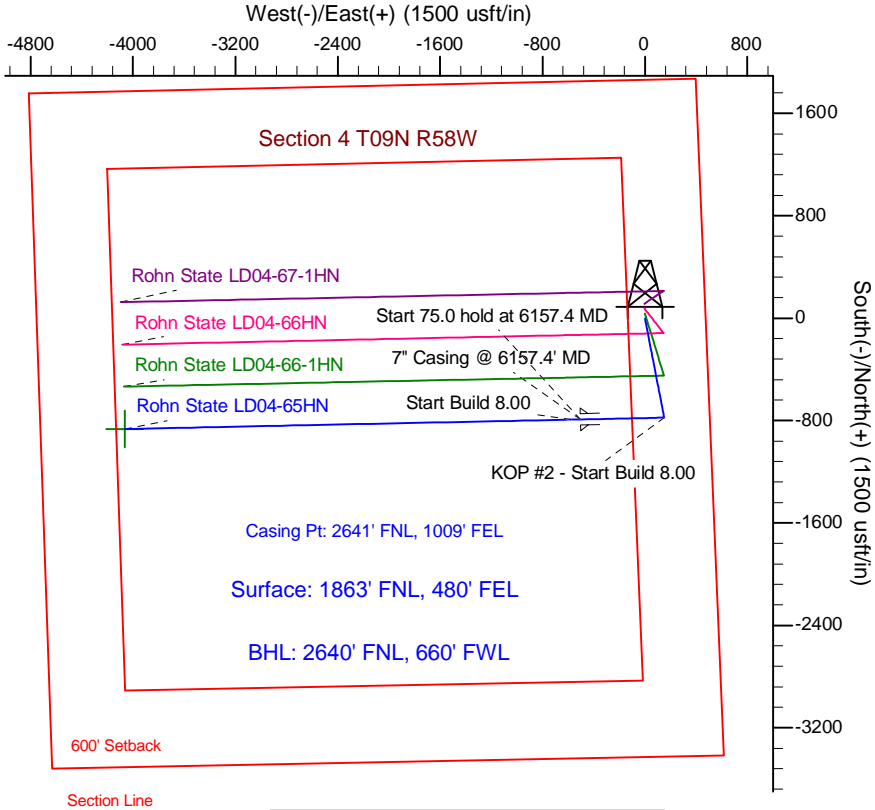 West(-)/East(+) (1500 usft/in)
-4800 -4000 -3200 -2400 -1600 -800 0 800
Section 4 T09N R58W
1600
800
0
-800
-1600
-2400
-3200
South(-)/North(+) (1500 usft/in)
Rohn State LD04-67-1HN
Start 75.0 hold at 6157.4 MD
Rohn State LD04-66HN
7" Casing @ 6157.4' MD
Rohn State LD04-66-1HN
Start Build 8.00
Rohn State LD04-65HN
KOP #2 - Start Build 8.00
Casing Pt: 2641' FNL, 1009' FEL
Surface: 1863' FNL, 480' FEL
BHL: 2640' FNL, 660' FWL
600' Setback
Section Line